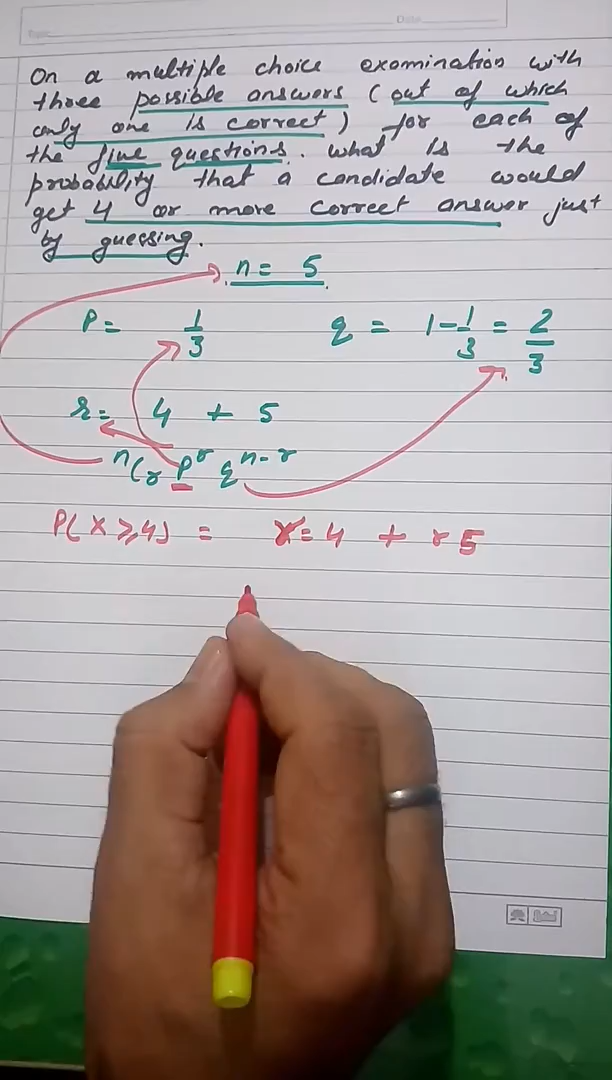 Date
On a multiple choice examination with
three possible answers (out of which
only one is correct) for each of
the five questions. what is the
probability that a candidate would
get 4 or more correct answer just
by guessing.
n = 5
P = 1/3 q = 1 - 1/3 = 2/3
r = 4 + 5
nCr P^r q^n-r
P(X ≥ 4) = r = 4 + r 5